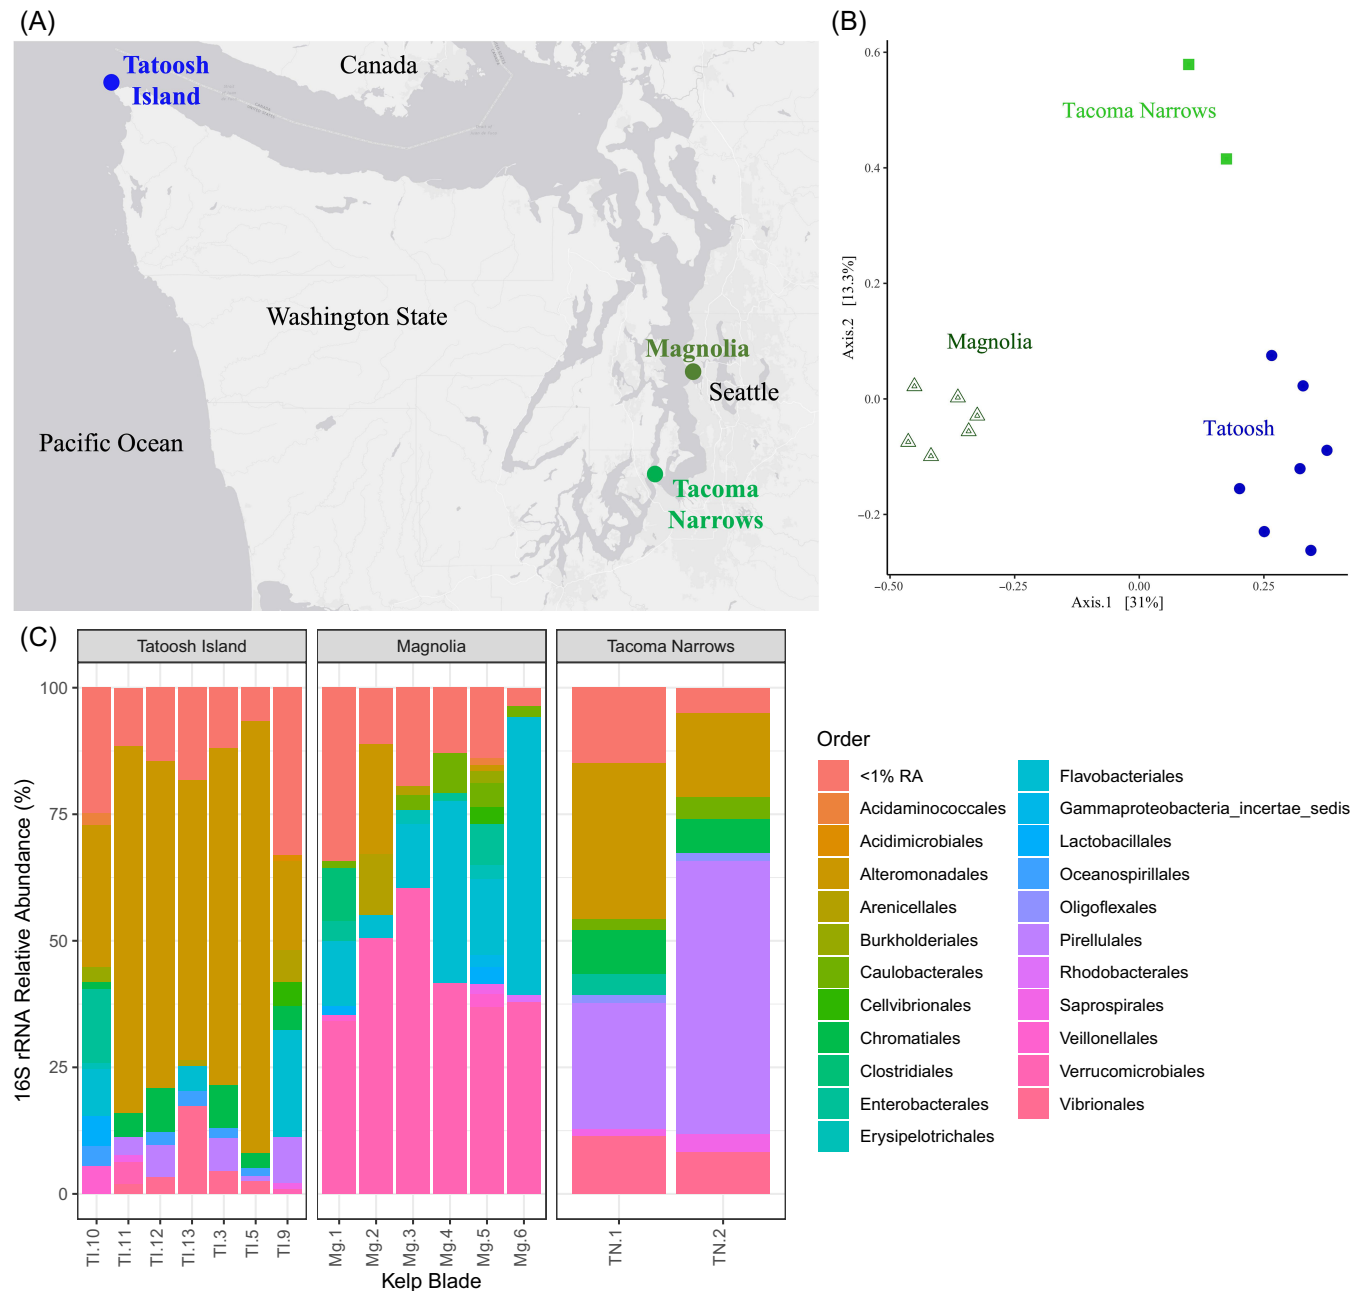 (A)
Tatoosh
Island
Canada
Washington State
Magnolia
Seattle
Pacific Ocean
Tacoma
Narrows
(B)
0.6
0.4
0.2
0.0
−0.2
Axis.2 [13.3%]
Tacoma Narrows
Magnolia
Tatoosh
−0.50
−0.25
0.00
0.25
Axis.1 [31%]
(C)
Tatoosh Island
Magnolia
Tacoma Narrows
100
75
50
25
0
16S rRNA Relative Abundance (%)
TI.10
TI.11
TI.12
TI.13
TI.3
TI.5
TI.9
Mg.1
Mg.2
Mg.3
Mg.4
Mg.5
Mg.6
TN.1
TN.2
Kelp Blade
Order
<1% RA
Acidaminococcales
Acidimicrobiales
Alteromonadales
Arenicellales
Burkholderiales
Caulobacterales
Cellvibrionales
Chromatiales
Clostridiales
Enterobacterales
Erysipelotrichales
Flavobacteriales
Gammaproteobacteria_incertae_sedis
Lactobacillales
Oceanospirillales
Oligoflexales
Pirellulales
Rhodobacterales
Saprospirales
Veillonellales
Verrucomicrobiales
Vibrionales